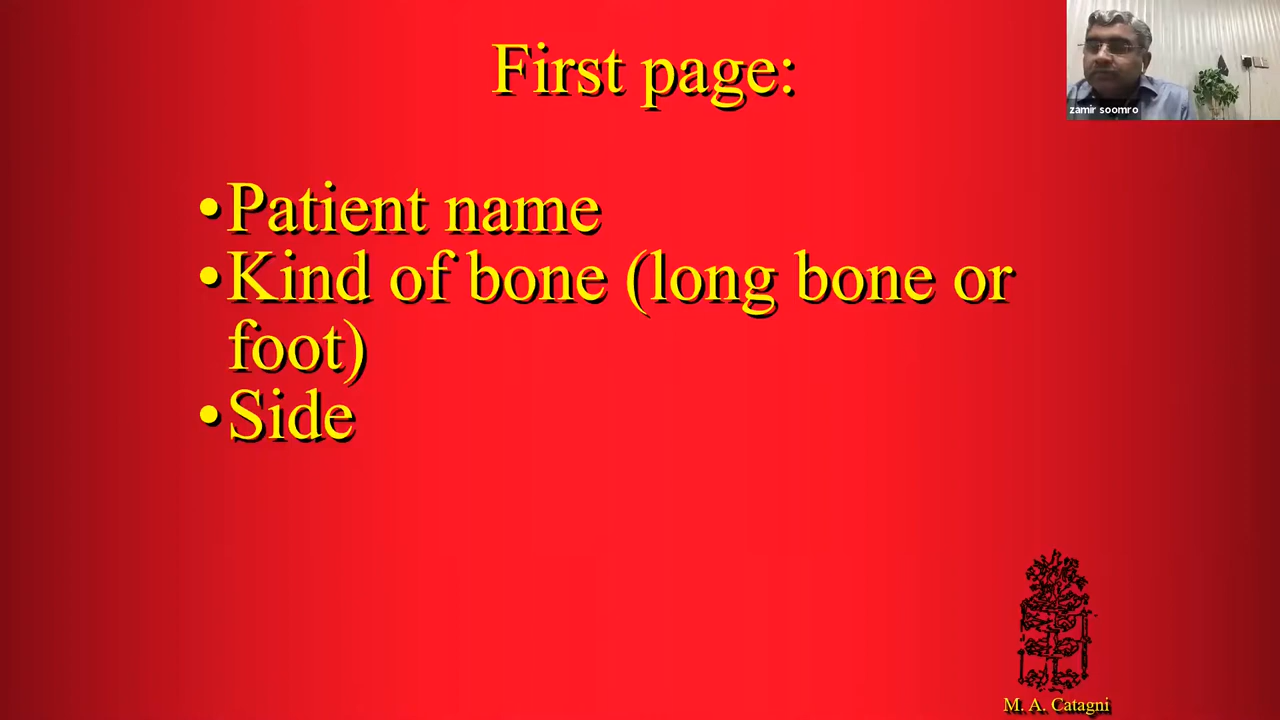 First page:
zamir soomro
•Patient name
•Kind of bone (long bone or
foot)
•Side
M. A. Catagni